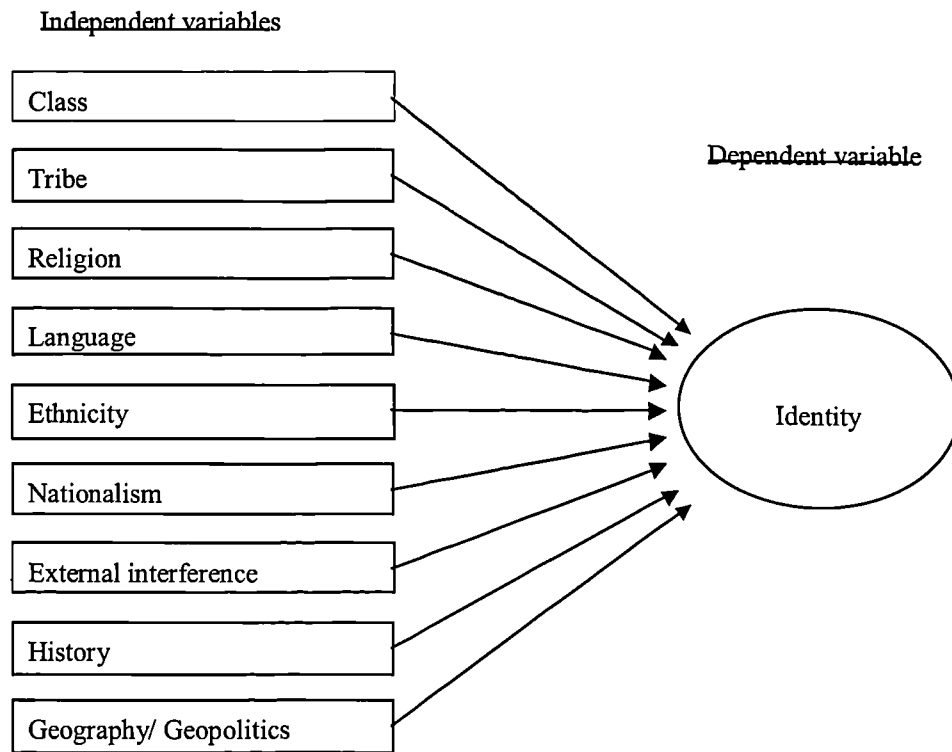 Independent variables
Class
Dependent variable
Tribe
Religion
Language
Ethnicity
Identity
Nationalism
External interference
History
Geography/ Geopolitics